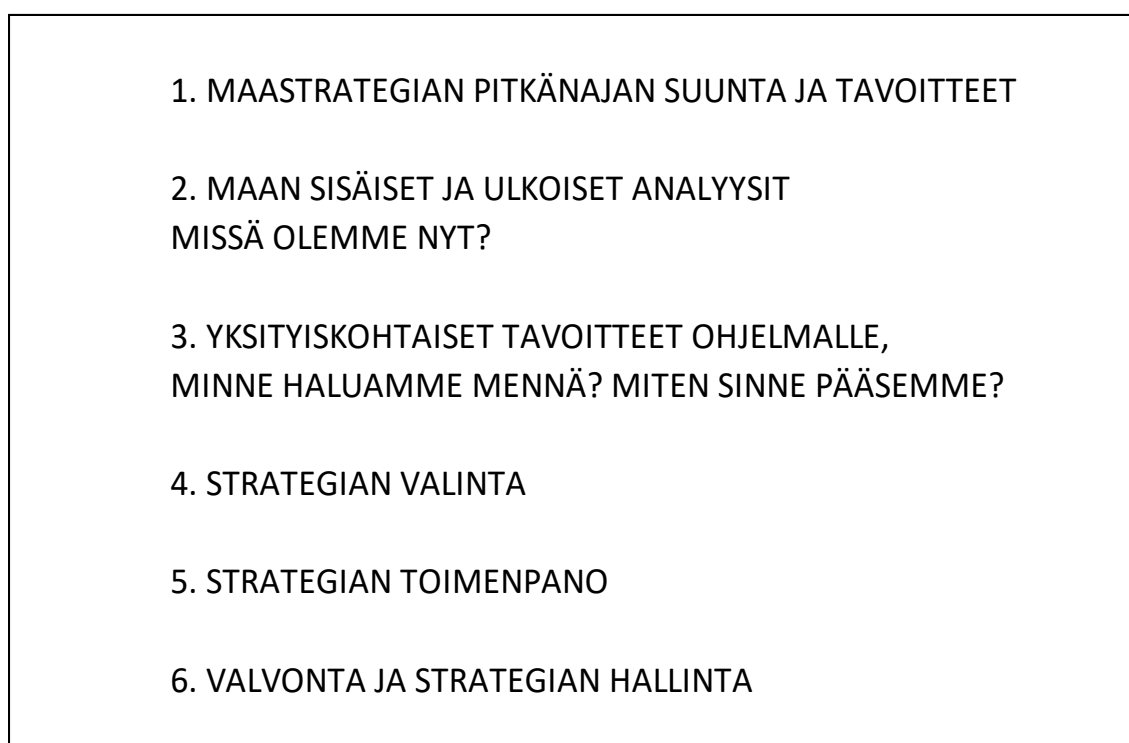 1. MAASTRATEGIAN PITKÄNAJAN SUUNTA JA TAVOITTEET
2. MAAN SISÄISET JA ULKOISET ANALYYSIT
MISSÄ OLEMME NYT?
3. YKSITYISKOHTAISET TAVOITTEET OHJELMALLE,
MINNE HALUAMME MENNÄ? MITEN SINNE PÄÄSEMME?
4. STRATEGIAN VALINTA
5. STRATEGIAN TOIMENPANO
6. VALVONTA JA STRATEGIAN HALLINTA